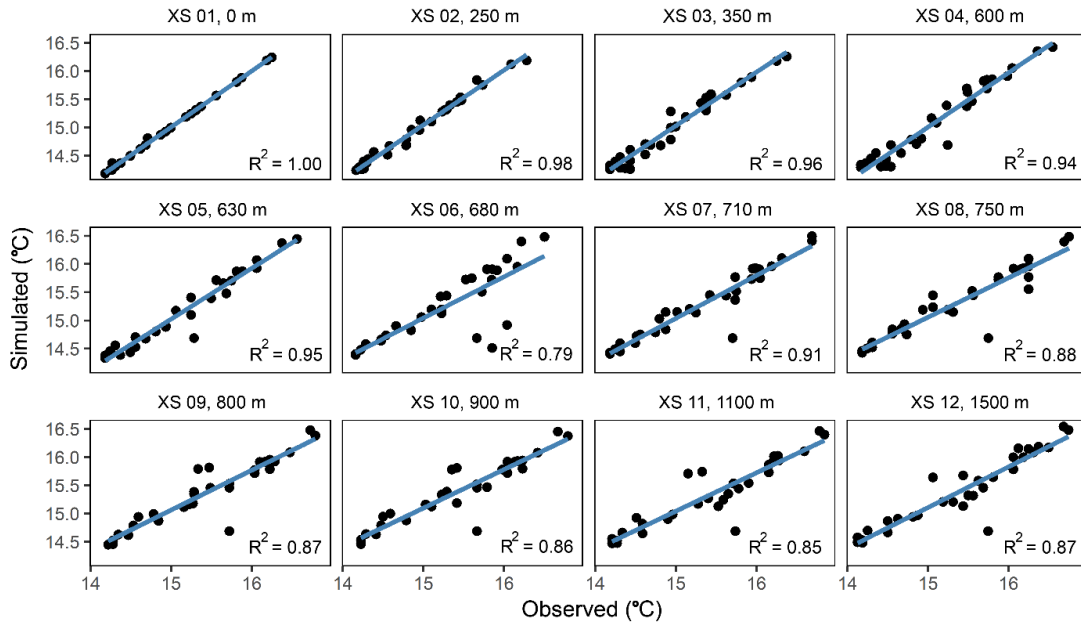 XS 01, 0 m
XS 02, 250 m
XS 03, 350 m
XS 04, 600 m
16.5
16.0
15.5
15.0
14.5
R² = 1.00
R² = 0.98
R² = 0.96
R² = 0.94
XS 05, 630 m
XS 06, 680 m
XS 07, 710 m
XS 08, 750 m
Simulated (℃)
16.5
16.0
15.5
15.0
14.5
R² = 0.95
R² = 0.79
R² = 0.91
R² = 0.88
XS 09, 800 m
XS 10, 900 m
XS 11, 1100 m
XS 12, 1500 m
16.5
16.0
15.5
15.0
14.5
R² = 0.87
R² = 0.86
R² = 0.85
R² = 0.87
14 15 16
14 15 16
14 15 16
14 15 16
Observed (℃)